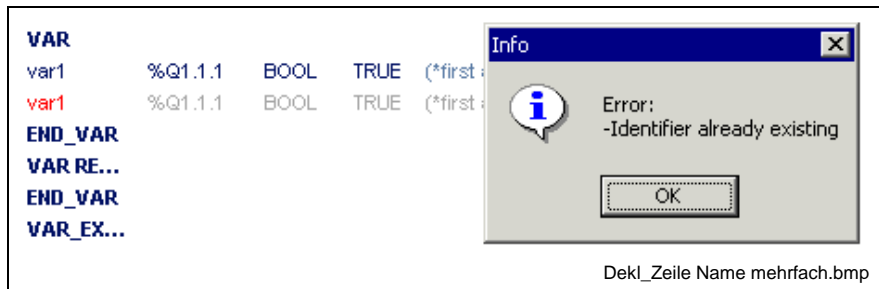 VAR
var1 %Q1.1.1 BOOL TRUE (*first
var1 %Q1.1.1 BOOL TRUE (*first
END_VAR
VAR RE...
END_VAR
VAR_EX...
Info
Error:
-Identifier already existing
OK
Dekl_Zeile Name mehrfach.bmp